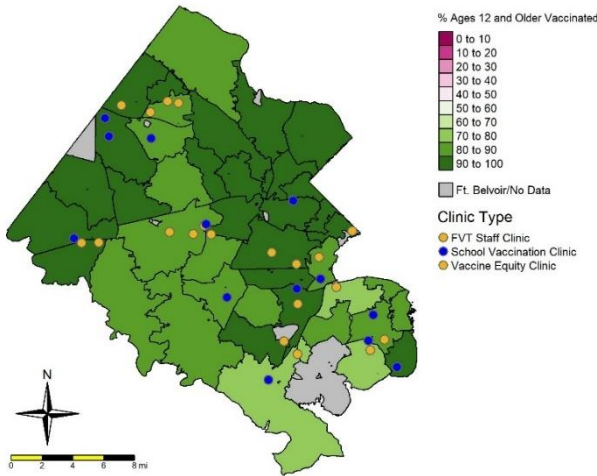 % Ages 12 and Older Vaccinated
0 to 10
10 to 20
20 to 30
30 to 40
40 to 50
50 to 60
60 to 70
70 to 80
80 to 90
90 to 100
Ft. Belvoir/No Data
Clinic Type
FVT Staff Clinic
School Vaccination Clinic
Vaccine Equity Clinic
N
0 2 4 6 8 mi